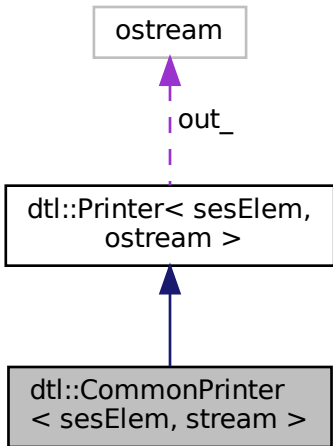 ostream
out_
dtl::Printer< sesElem,
ostream >
dtl::CommonPrinter
< sesElem, stream >